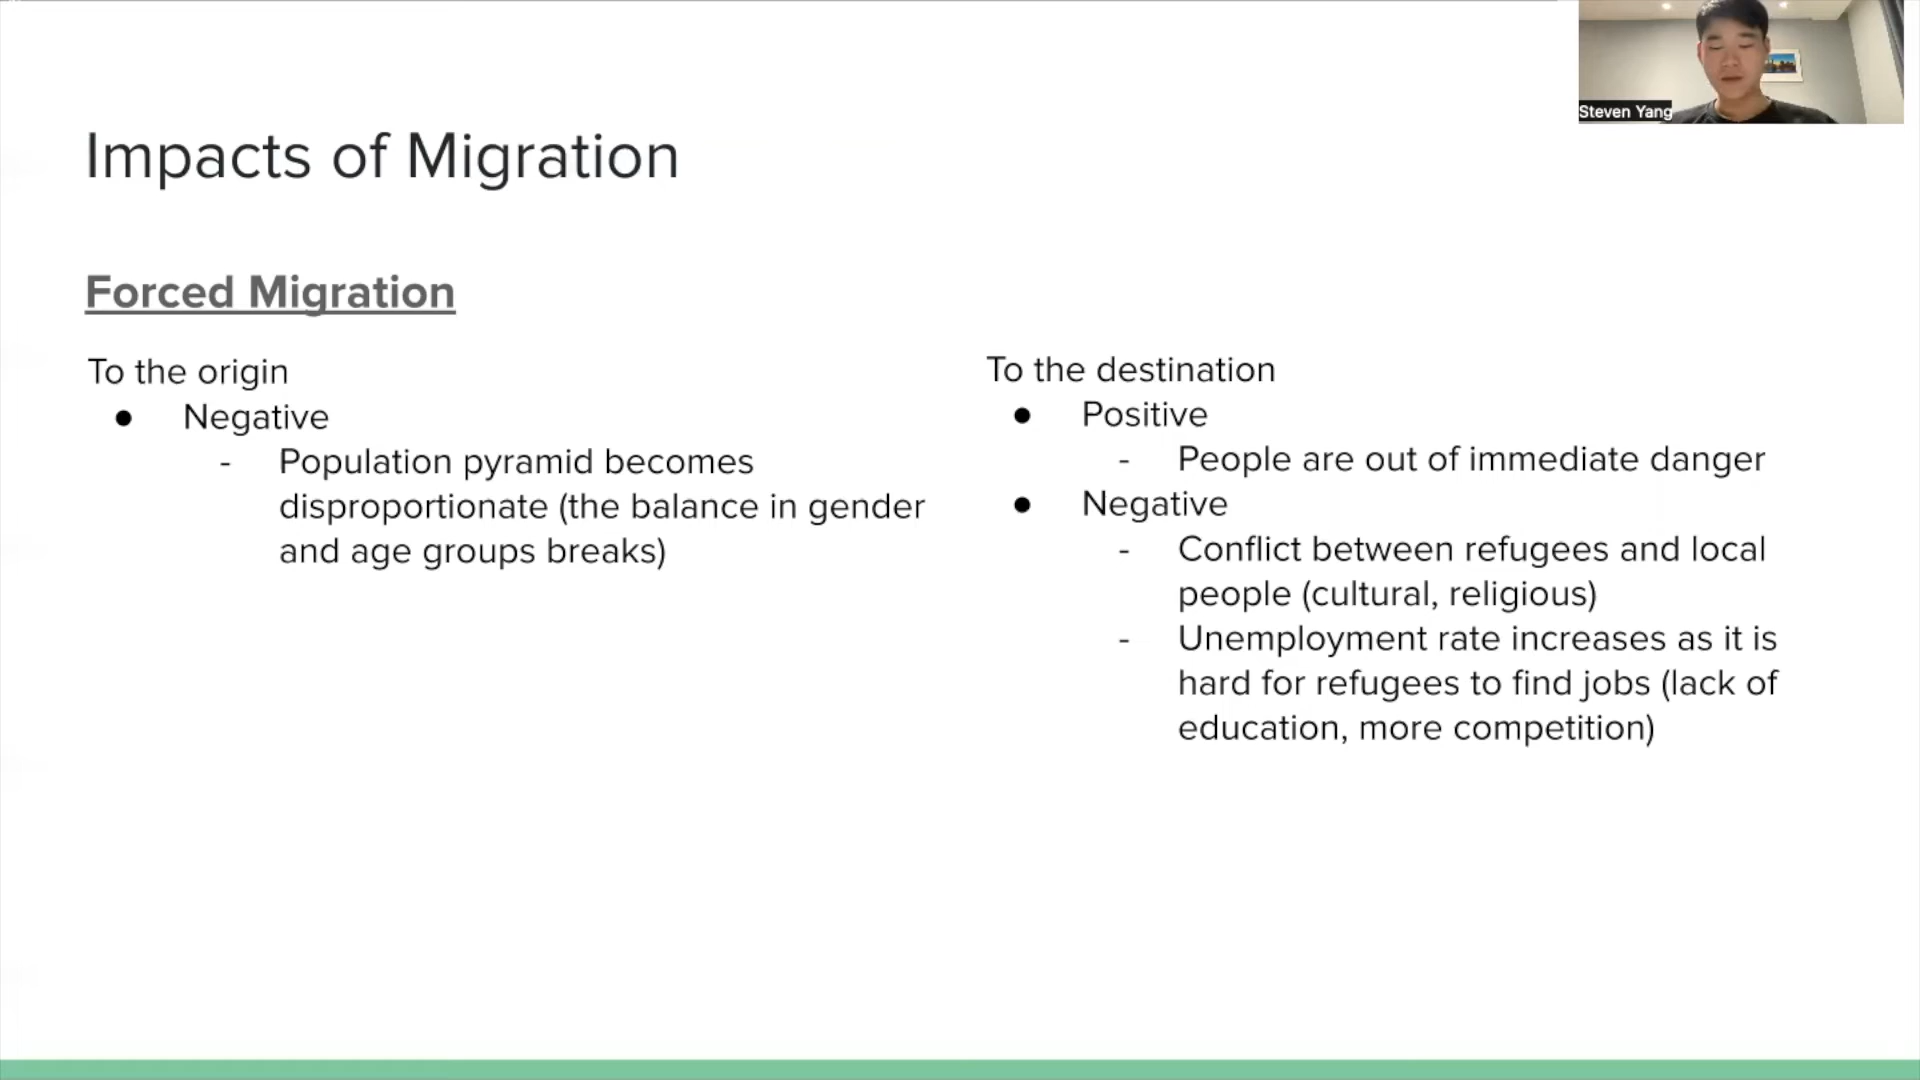 Steven Yang
Impacts of Migration
Forced Migration
To the origin
● Negative
- Population pyramid becomes
disproportionate (the balance in gender
and age groups breaks)
To the destination
● Positive
- People are out of immediate danger
● Negative
- Conflict between refugees and local
people (cultural, religious)
- Unemployment rate increases as it is
hard for refugees to find jobs (lack of
education, more competition)